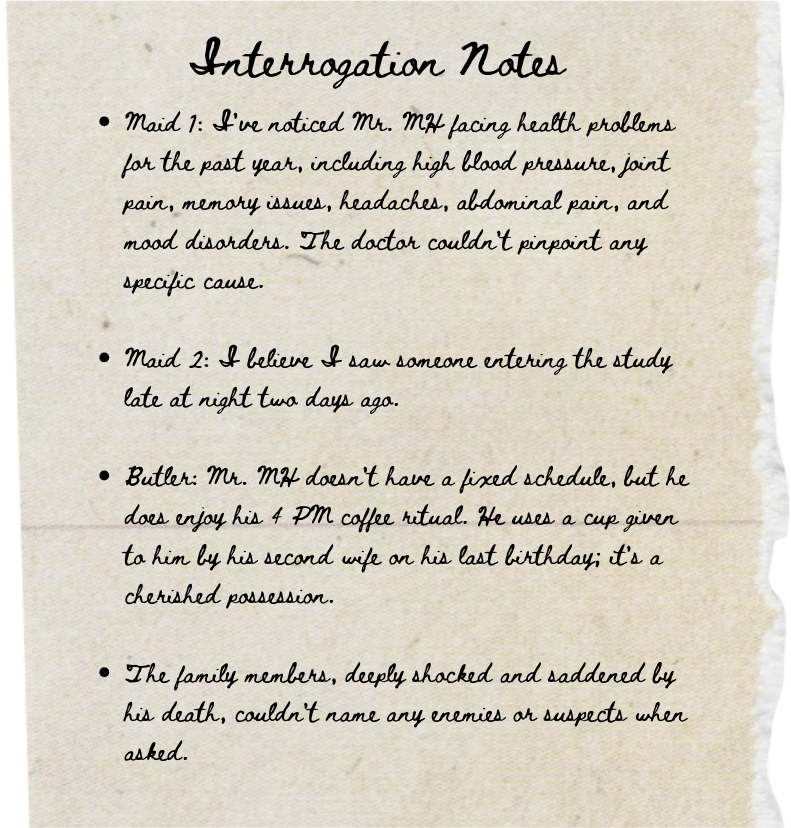 Interrogation Notes
• Maid 1: I've noticed Mr. MH facing health problems
for the past year, including high blood pressure, joint
pain, memory issues, headaches, abdominal pain, and
mood disorders. The doctor couldn't pinpoint any
specific cause.
• Maid 2: I believe I saw someone entering the study
late at night two days ago.
• Butler: Mr. MH doesn't have a fixed schedule, but he
does enjoy his 4 PM coffee ritual. He uses a cup given
to him by his second wife on his last birthday; it's a
cherished possession.
• The family members, deeply shocked and saddened by
his death, couldn't name any enemies or suspects when
asked.